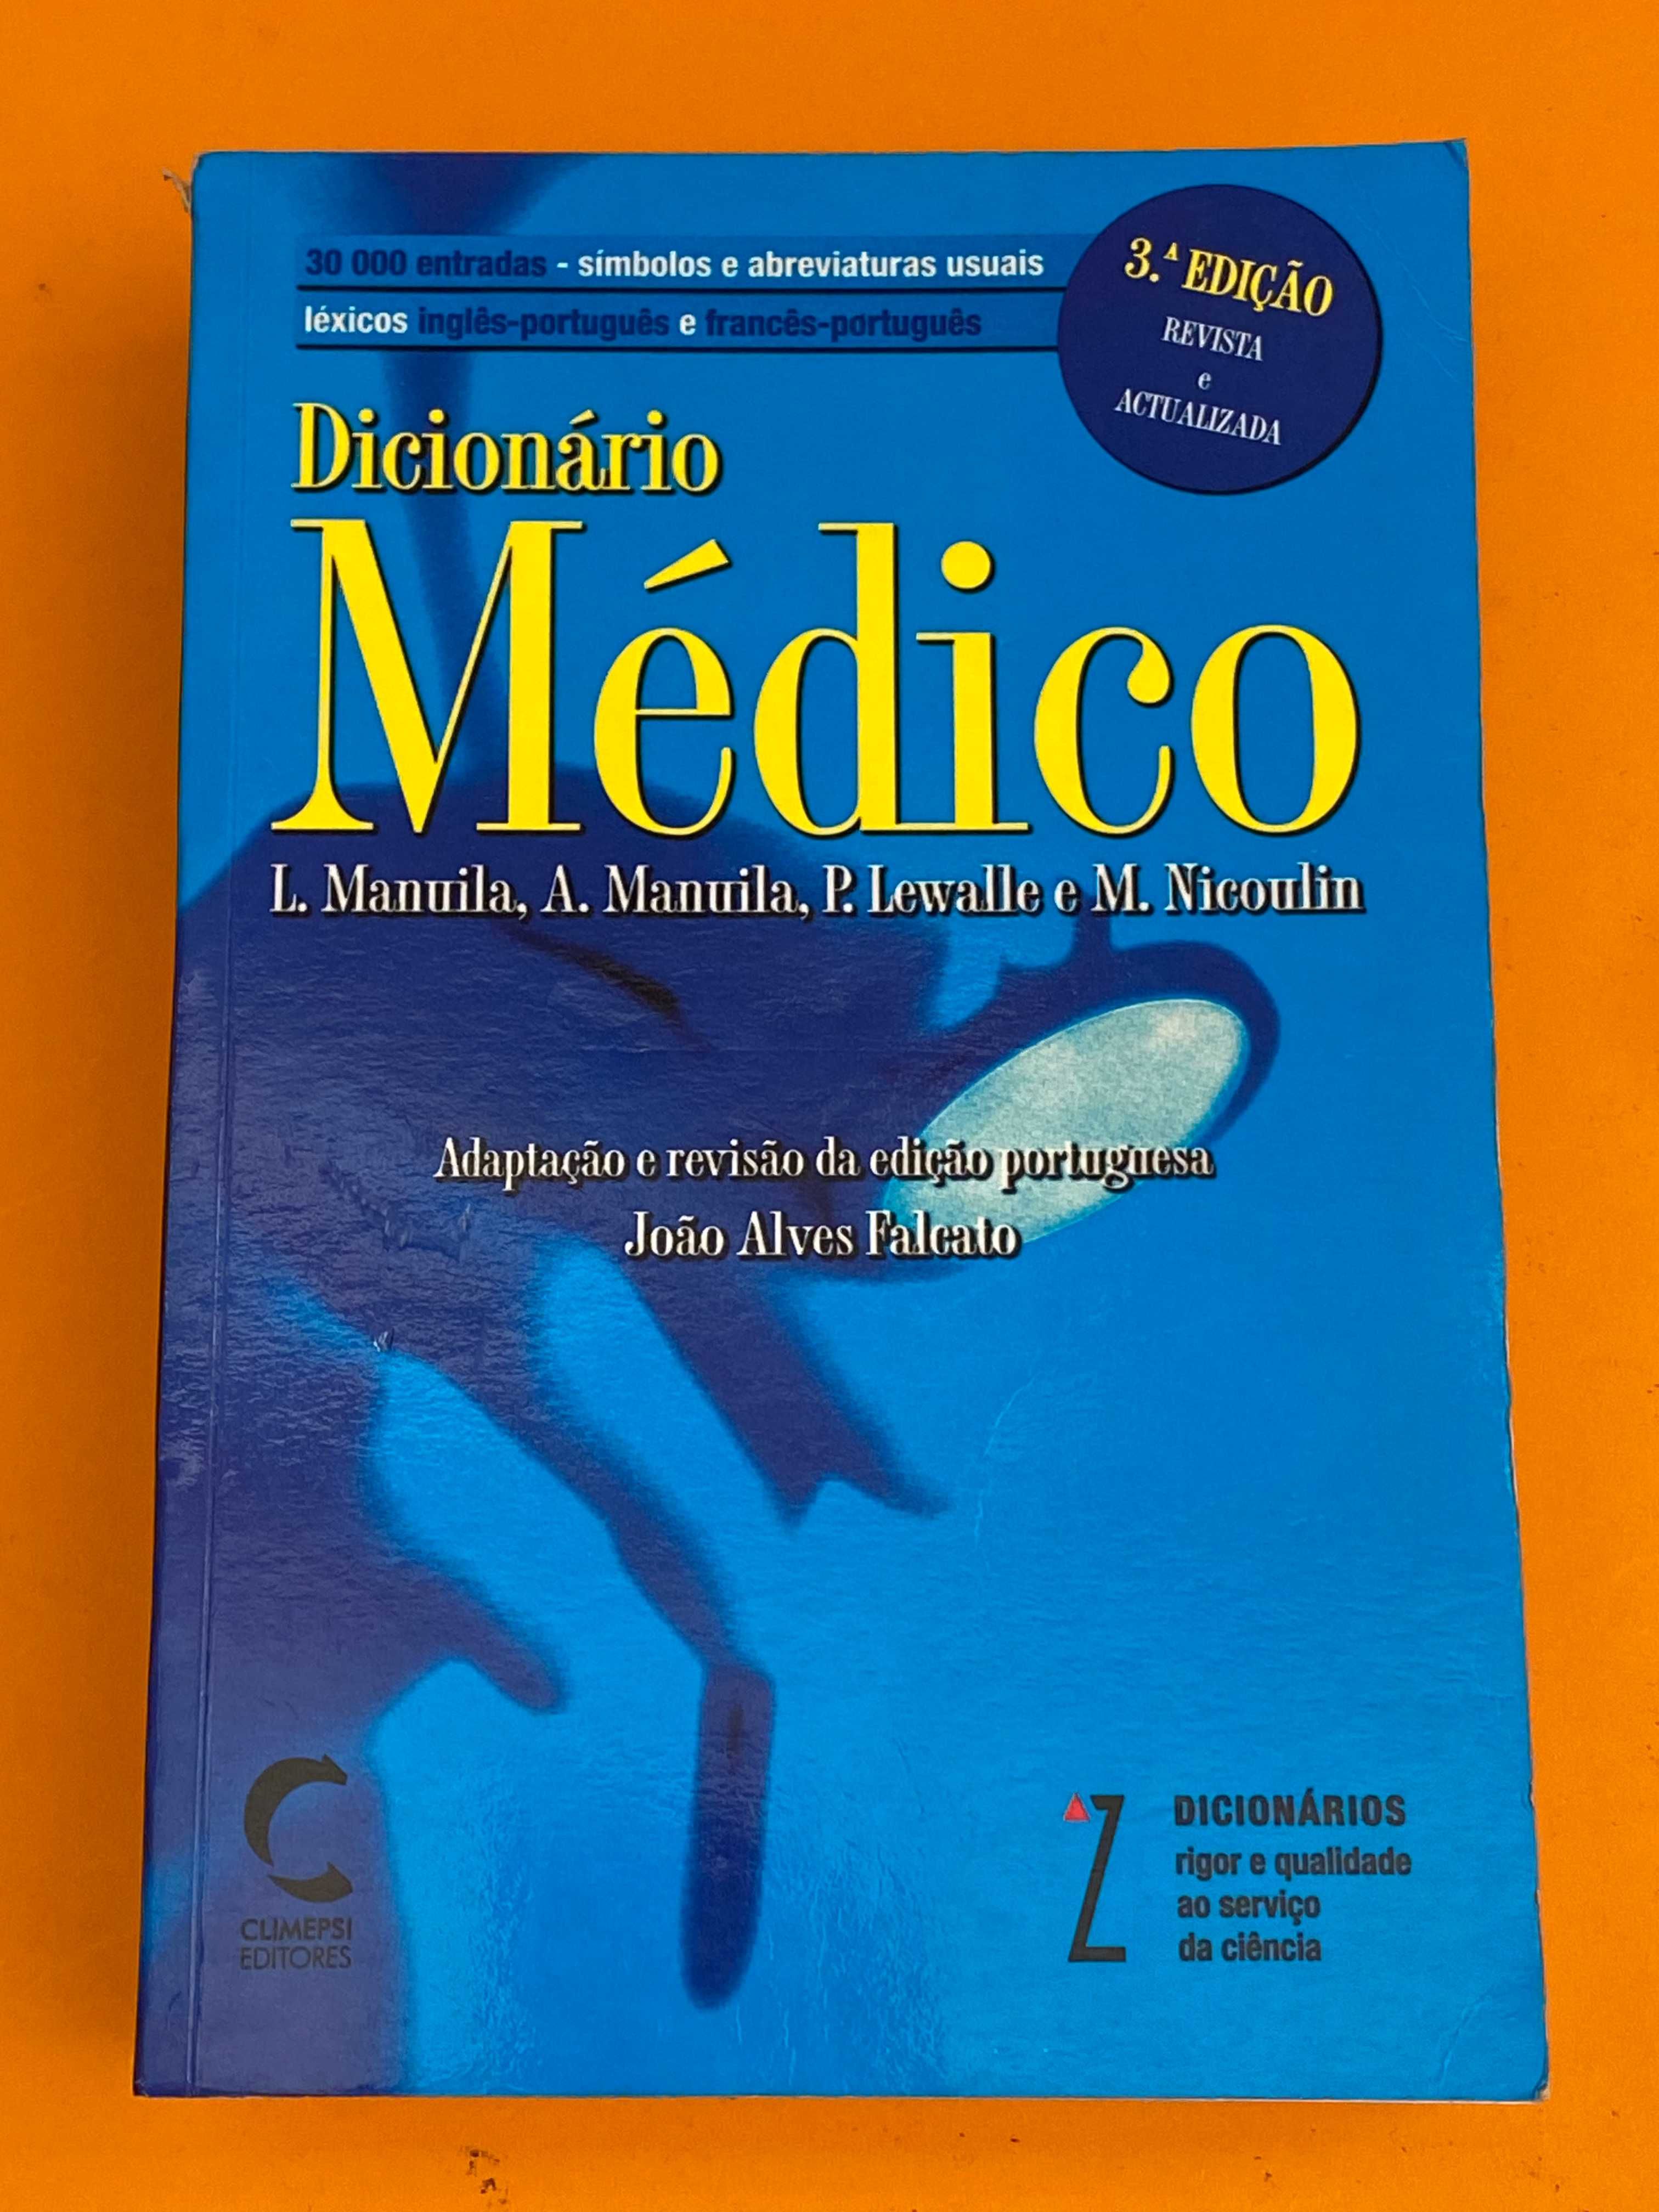 30 000 entradas - símbolos e abreviaturas usuais
léxicos inglês-português e francês-português
3.ª EDIÇÃO
REVISTA
e
ACTUALIZADA
Dicionário
Médico
L. Manuila, A. Manuila, P. Lewalle e M. Nicoulin
Adaptação e revisão da edição portuguesa
João Alves Falcato
CLIMEPSI
EDITORES
Z
DICIONÁRIOS
rigor e qualidade
ao serviço
da ciência